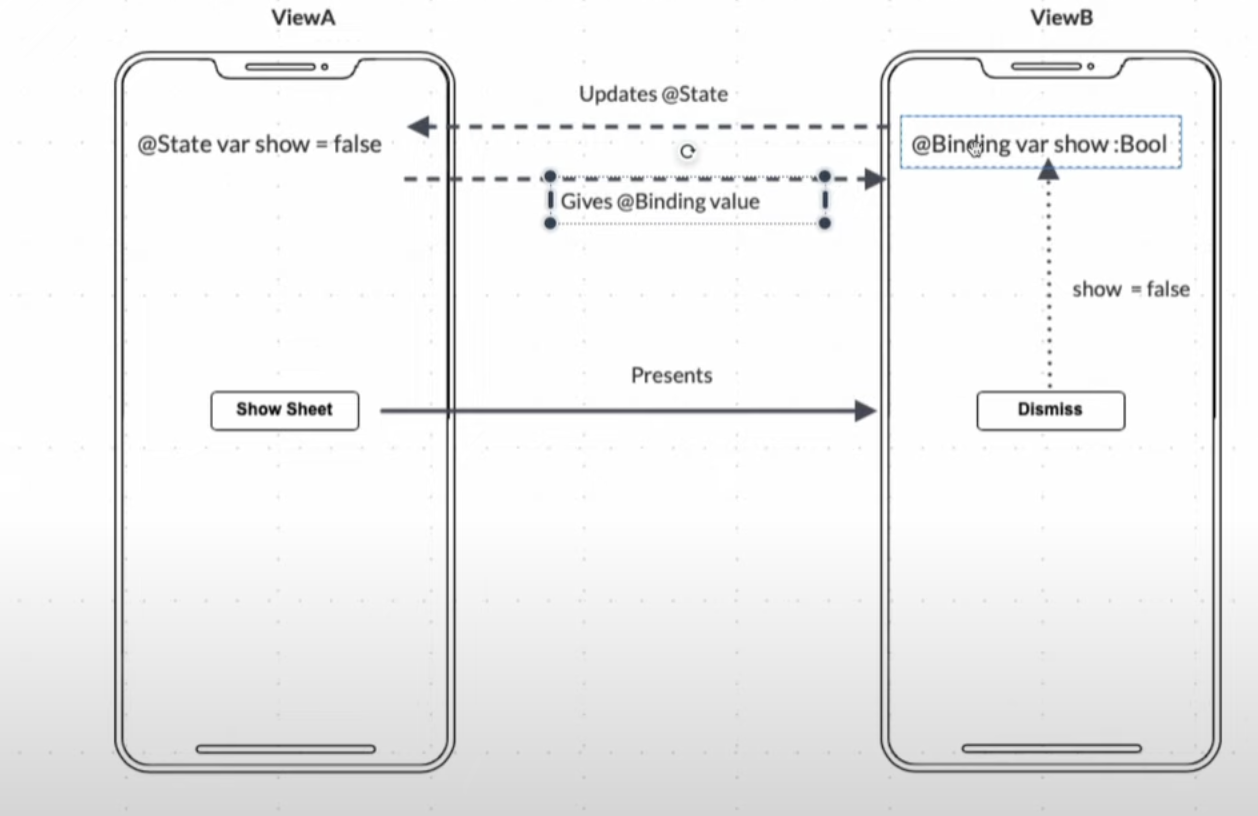 ViewA
ViewB
Updates @State
@State var show = false
@Binding var show :Bool
Gives @Binding value
show = false
Presents
Show Sheet
Dismiss